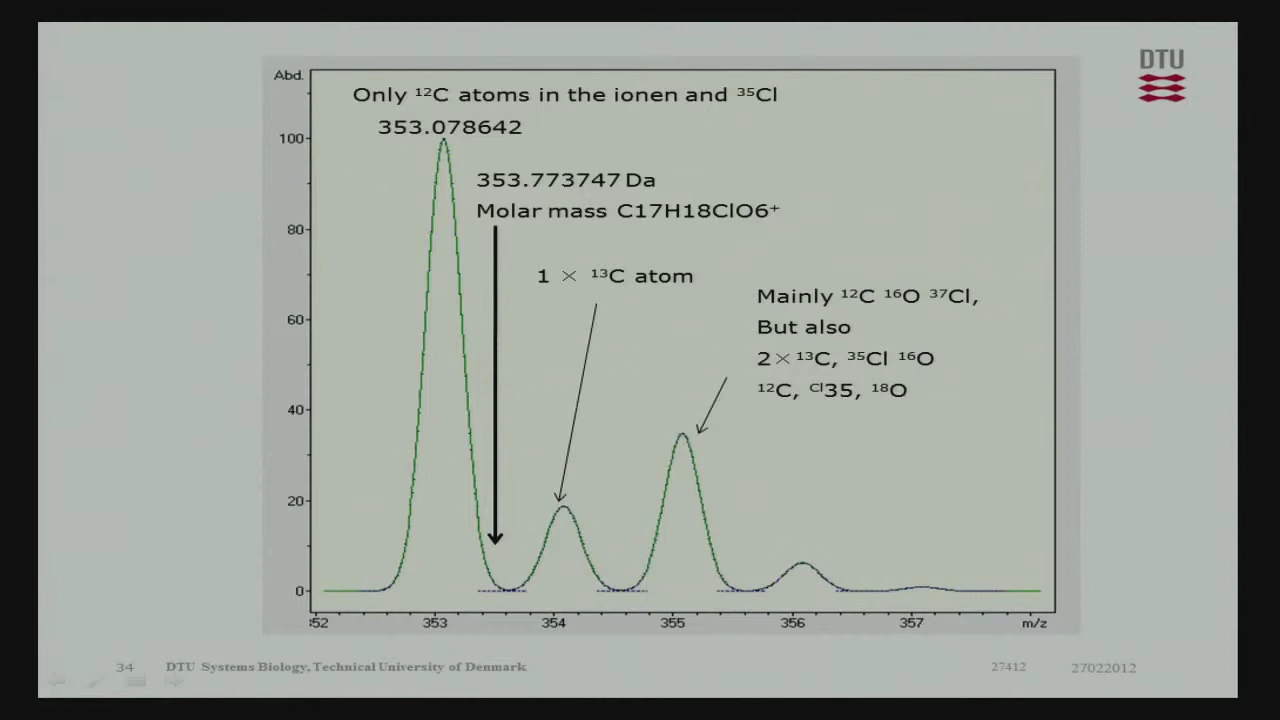 DTU
Abd.
Only ¹²C atoms in the ionen and ³⁵Cl
353.078642
100
353.773747 Da
Molar mass C17H18ClO6⁺
80
1 × ¹³C atom
Mainly ¹²C ¹⁶O ³⁷Cl,
But also
2 × ¹³C, ³⁵Cl ¹⁶O
¹²C, ᶜˡ35, ¹⁸O
60
40
20
0
352 353 354 355 356 357 m/z
34 DTU Systems Biology, Technical University of Denmark 27412 27022012